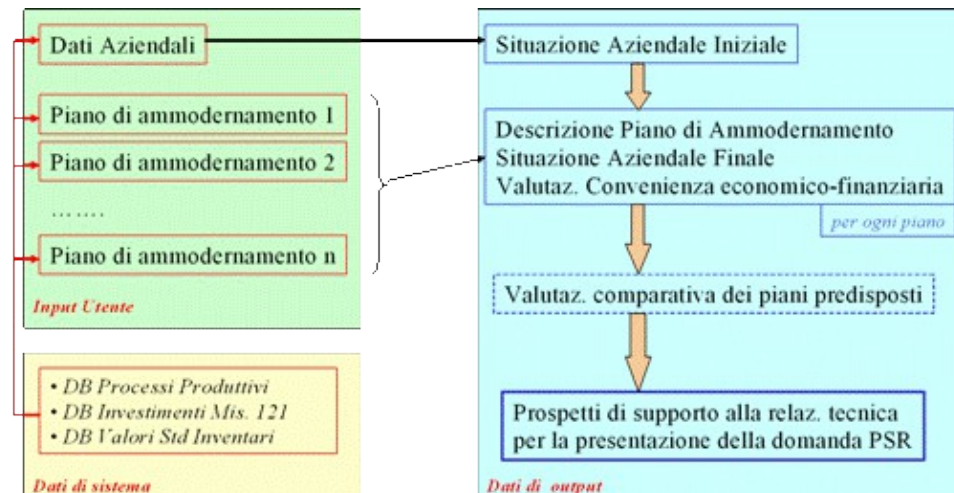 Dati Aziendali
Piano di ammodernamento 1
Piano di ammodernamento 2
…….
Piano di ammodernamento n
Input Utente
• DB Processi Produttivi
• DB Investimenti Mis. 121
• DB Valori Std Inventari
Dati di sistema
Situazione Aziendale Iniziale
Descrizione Piano di Ammodernamento
Situazione Aziendale Finale
Valutaz. Convenienza economico-finanziaria
per ogni piano
Valutaz. comparativa dei piani predisposti
Prospetti di supporto alla relaz. tecnica
per la presentazione della domanda PSR
Dati di output